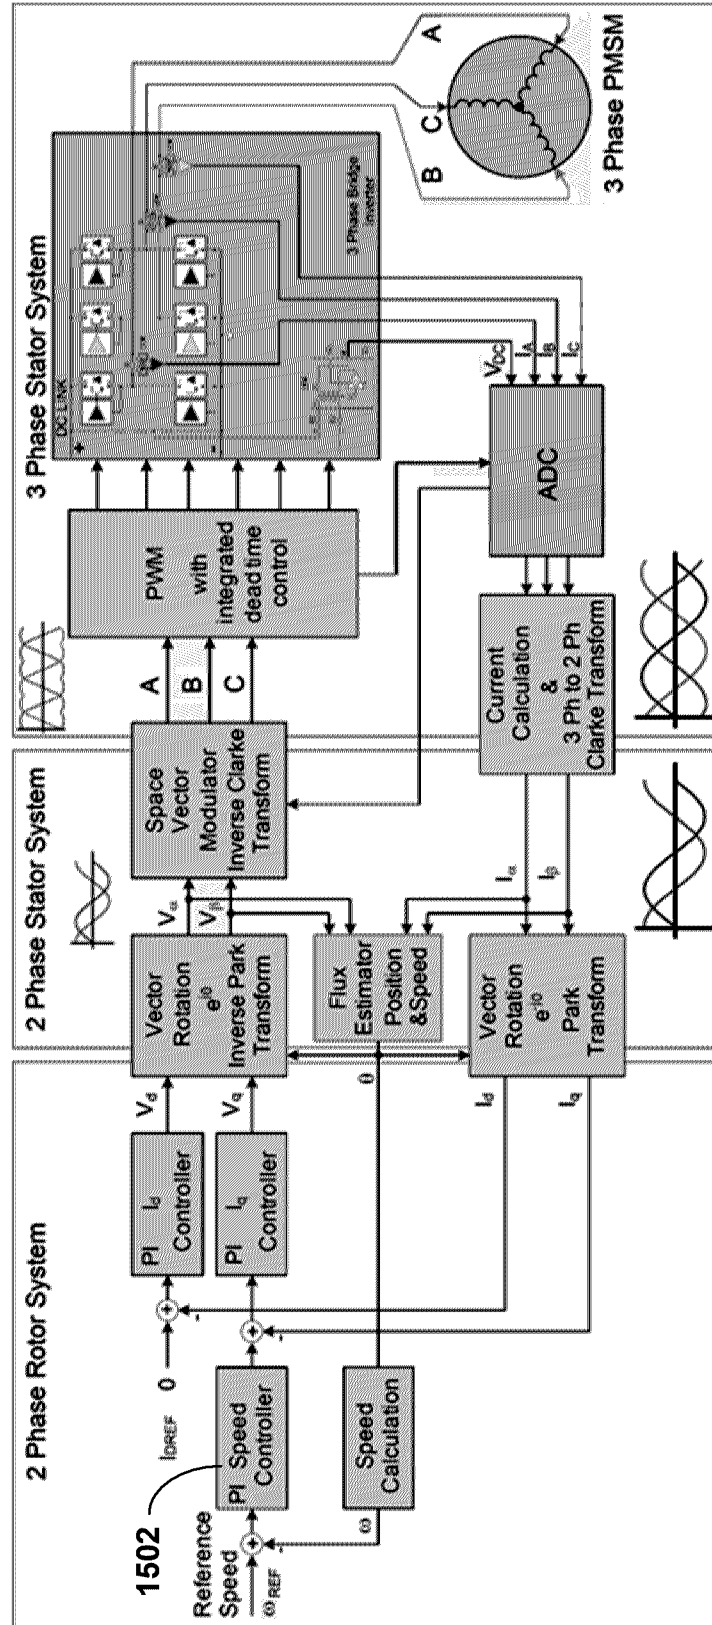 2 Phase Rotor System
2 Phase Stator System
3 Phase Stator System
1502
Reference
Speed
ωREF
PI Speed
Controller
IDREF 0
PI Id
Controller
PI Iq
Controller
Vd
Vq
Vector
Rotation
Inverse Park
Transform
Vα
Vβ
Space
Vector
Modulator
Inverse Clarke
Transform
A
B
C
PWM
with
integrated
dead time
control
DC LINK
+
-
3 Phase Bridge
Inverter
A
C
B
3 Phase PMSM
ω
Speed
Calculation
θ
Flux
Estimator
Position
&Speed
Id
Iq
Vector
Rotation
Park
Transform
Iα
Iβ
Current
Calculation
&
3 Ph to 2 Ph
Clarke Transform
ADC
VDC
IA
IB
IC